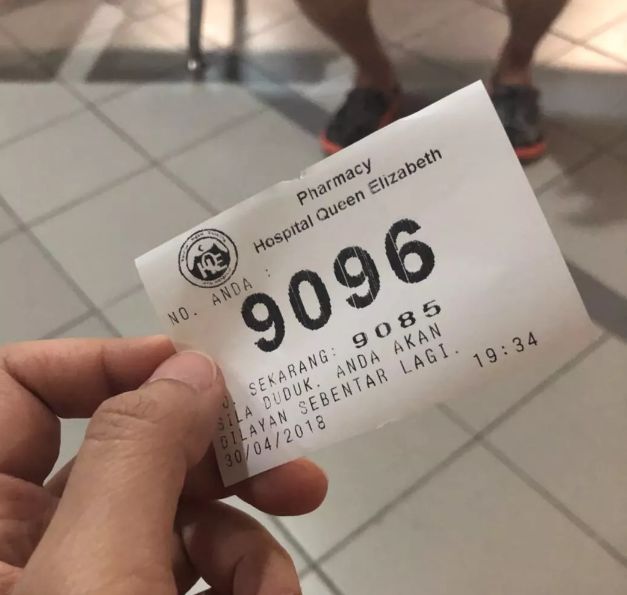 Pharmacy
Hospital Queen Elizabeth
NO. ANDA :
9096
SEKARANG: 9085
SILA DUDUK. ANDA AKAN
DILAYAN SEBENTAR LAGI.
30/04/2018 19:34